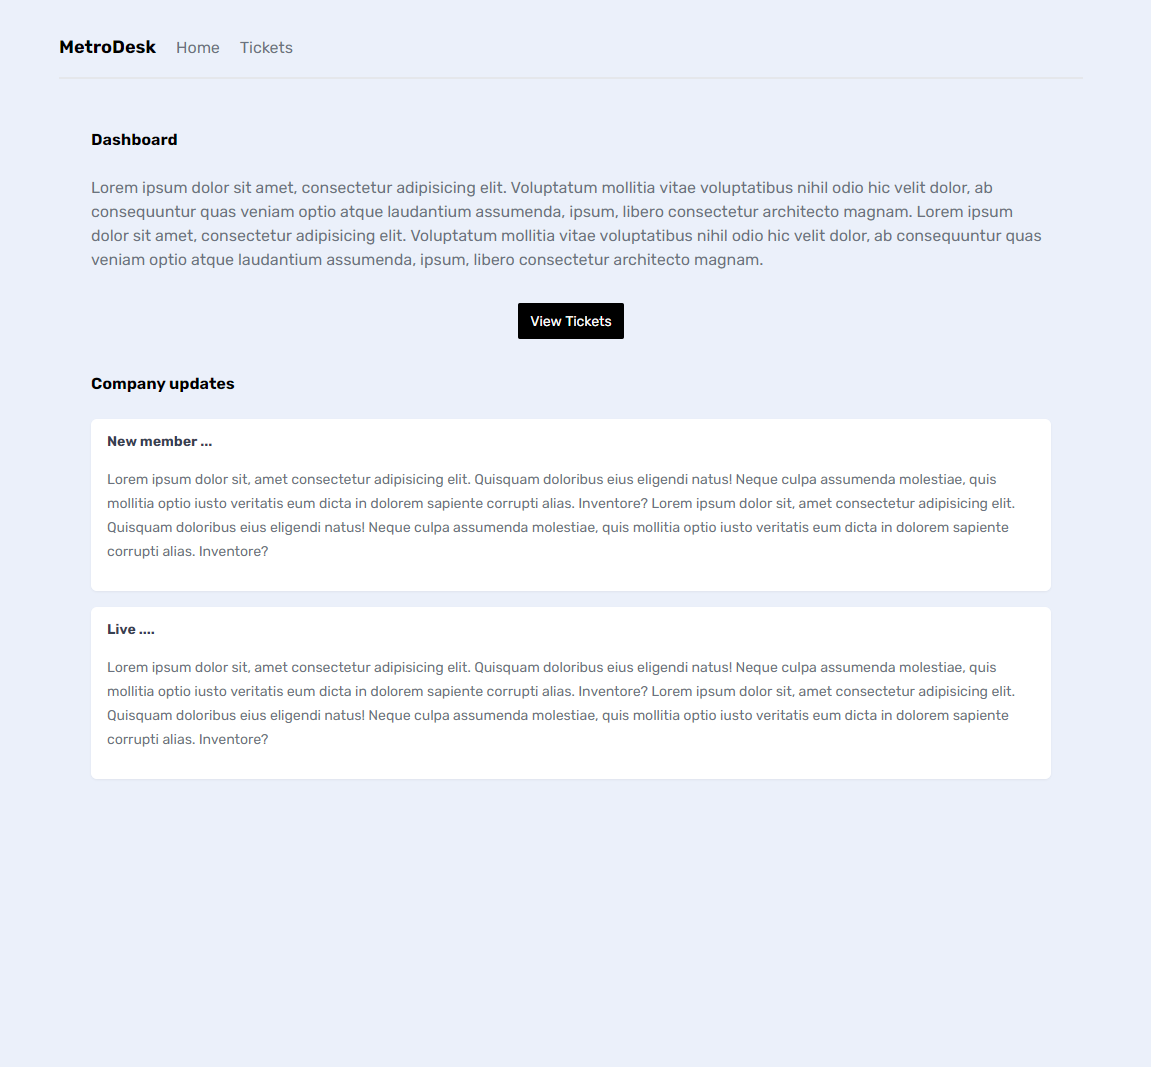 MetroDesk Home Tickets
Dashboard
Lorem ipsum dolor sit amet, consectetur adipisicing elit. Voluptatum mollitia vitae voluptatibus nihil odio hic velit dolor, ab
consequuntur quas veniam optio atque laudantium assumenda, ipsum, libero consectetur architecto magnam. Lorem ipsum
dolor sit amet, consectetur adipisicing elit. Voluptatum mollitia vitae voluptatibus nihil odio hic velit dolor, ab consequuntur quas
veniam optio atque laudantium assumenda, ipsum, libero consectetur architecto magnam.
View Tickets
Company updates
New member ...
Lorem ipsum dolor sit, amet consectetur adipisicing elit. Quisquam doloribus eius eligendi natus! Neque culpa assumenda molestiae, quis
mollitia optio iusto veritatis eum dicta in dolorem sapiente corrupti alias. Inventore? Lorem ipsum dolor sit, amet consectetur adipisicing elit.
Quisquam doloribus eius eligendi natus! Neque culpa assumenda molestiae, quis mollitia optio iusto veritatis eum dicta in dolorem sapiente
corrupti alias. Inventore?
Live ....
Lorem ipsum dolor sit, amet consectetur adipisicing elit. Quisquam doloribus eius eligendi natus! Neque culpa assumenda molestiae, quis
mollitia optio iusto veritatis eum dicta in dolorem sapiente corrupti alias. Inventore? Lorem ipsum dolor sit, amet consectetur adipisicing elit.
Quisquam doloribus eius eligendi natus! Neque culpa assumenda molestiae, quis mollitia optio iusto veritatis eum dicta in dolorem sapiente
corrupti alias. Inventore?